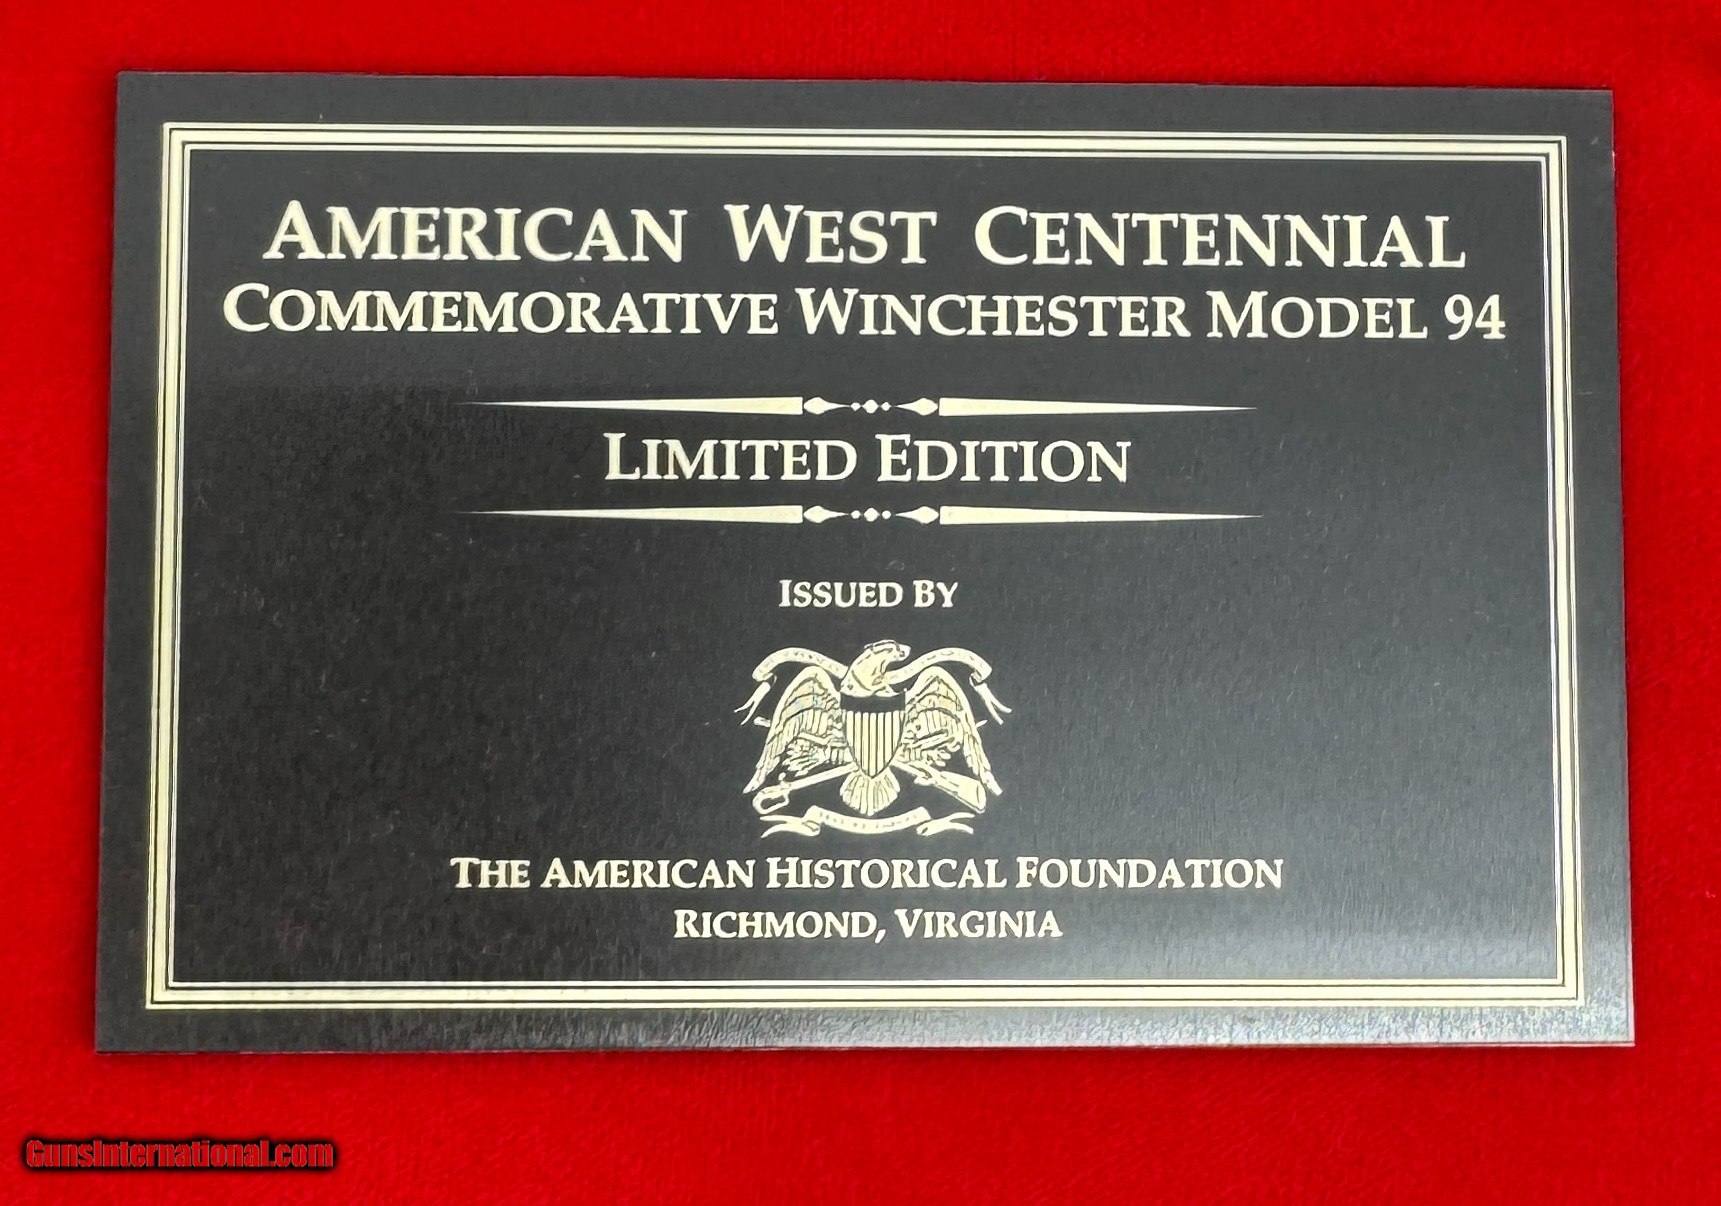 AMERICAN WEST CENTENNIAL
COMMEMORATIVE WINCHESTER MODEL 94
LIMITED EDITION
ISSUED BY
THE AMERICAN HISTORICAL FOUNDATION
RICHMOND, VIRGINIA
GunsInternational.com